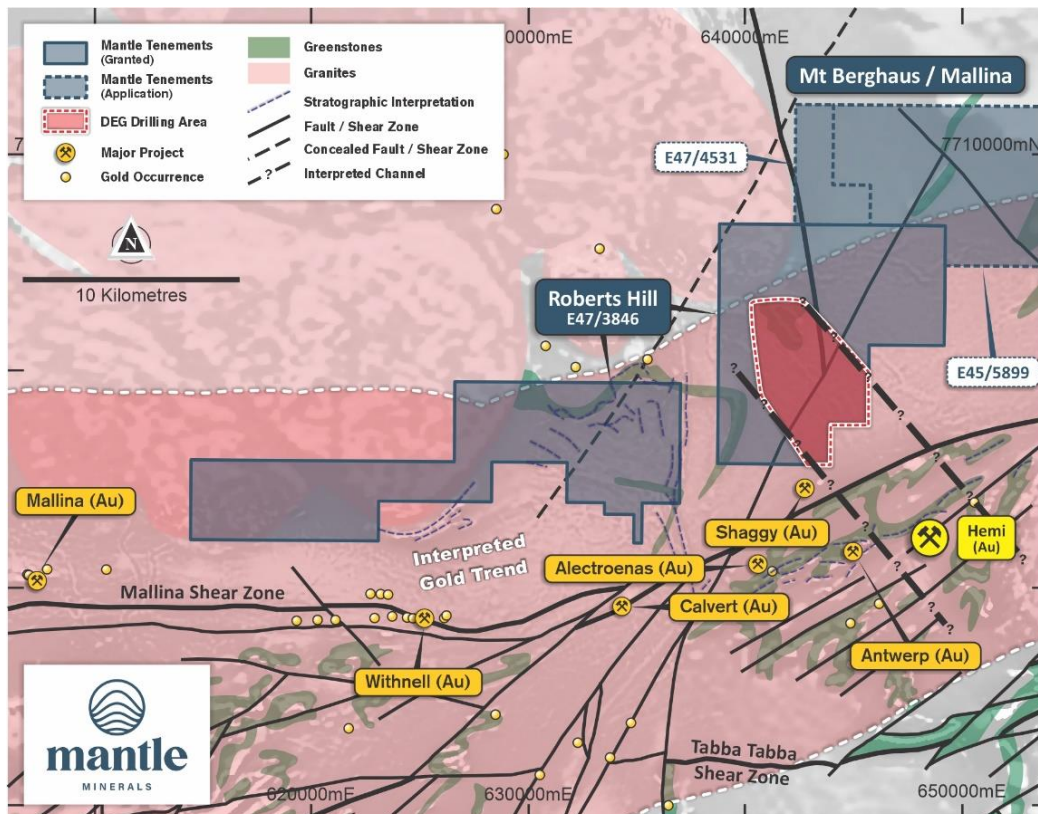 Mantle Tenements
(Granted)
Mantle Tenements
(Application)
DEG Drilling Area
Major Project
Gold Occurrence
Greenstones
Granites
Stratographic Interpretation
Fault / Shear Zone
Concealed Fault / Shear Zone
? Interpreted Channel
0000mE
640000mE
Mt Berghaus / Mallina
7
7710000mN
E47/4531
N
10 Kilometres
Roberts Hill
E47/3846
E45/5899
?
?
?
?
?
?
?
?
?
?
?
?
?
Mallina (Au)
Interpreted
Gold Trend
Shaggy (Au)
Hemi
(Au)
Alectroenas (Au)
Mallina Shear Zone
Calvert (Au)
Antwerp (Au)
Withnell (Au)
mantle
MINERALS
Tabba Tabba
Shear Zone
620000mE
630000mE
650000mE